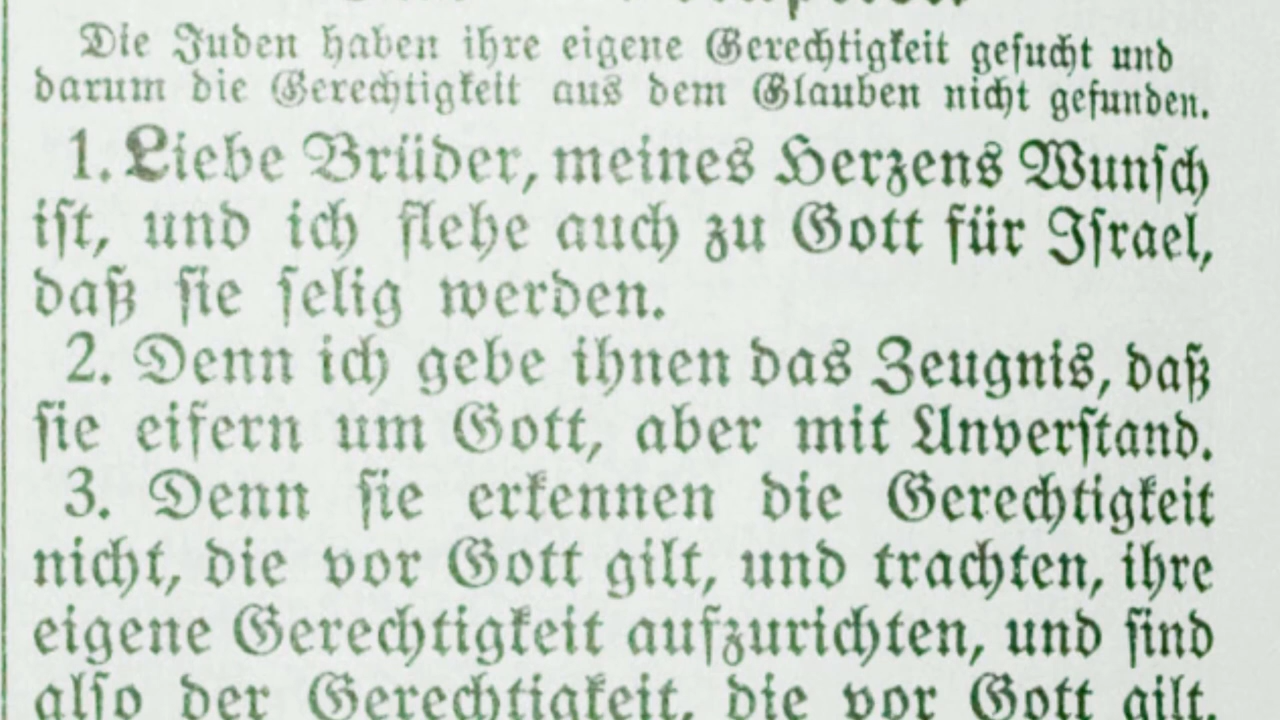 Die Juden haben ihre eigene Gerechtigkeit gesucht und
darum die Gerechtigkeit aus dem Glauben nicht gefunden.
1. Liebe Brüder, meines Herzens Wunsch
ist, und ich flehe auch zu Gott für Israel,
daß sie selig werden.
2. Denn ich gebe ihnen das Zeugnis, daß
sie eifern um Gott, aber mit Unverstand.
3. Denn sie erkennen die Gerechtigkeit
nicht, die vor Gott gilt, und trachten, ihre
eigene Gerechtigkeit aufzurichten, und sind
also der Gerechtigkeit, die vor Gott gilt,